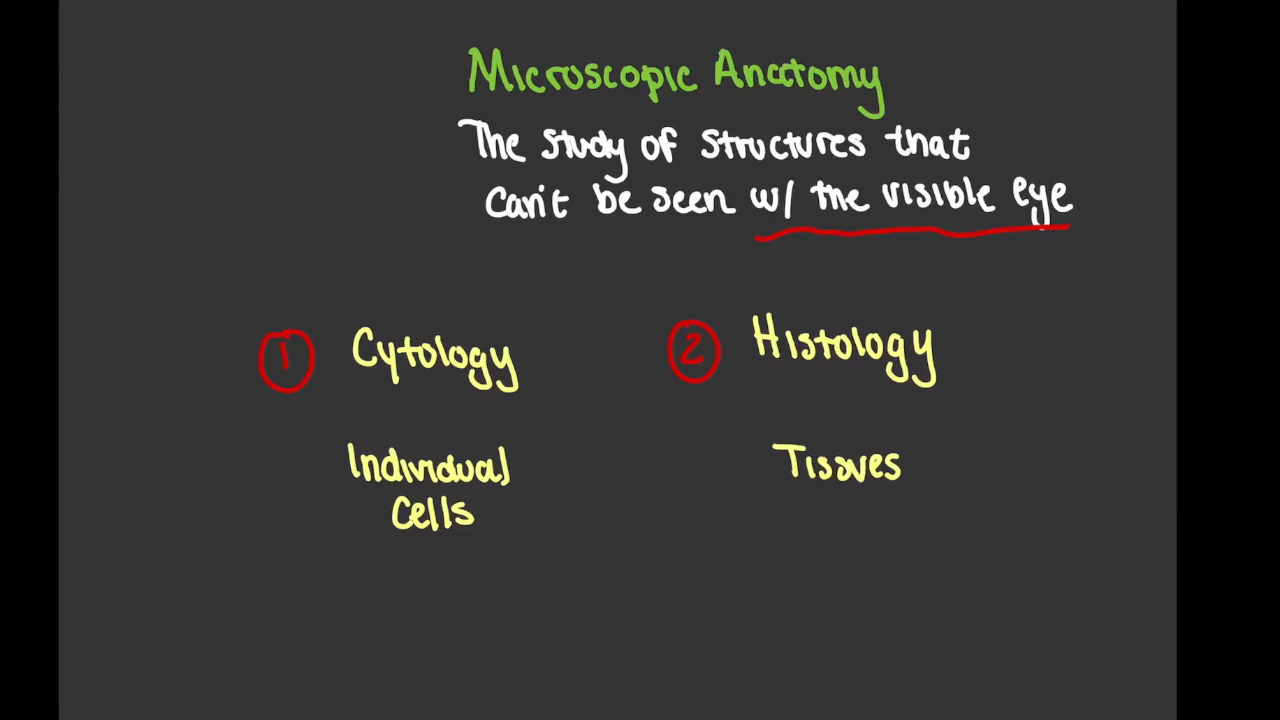 Microscopic Anatomy
The study of structures that
Can't be seen w/ the visible eye
1 Cytology
2 Histology
Individual
Cells
Tissues